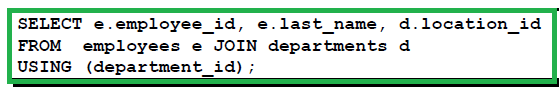 SELECT e.employee_id, e.last_name, d.location_id
FROM  employees e JOIN departments d
USING (department_id);